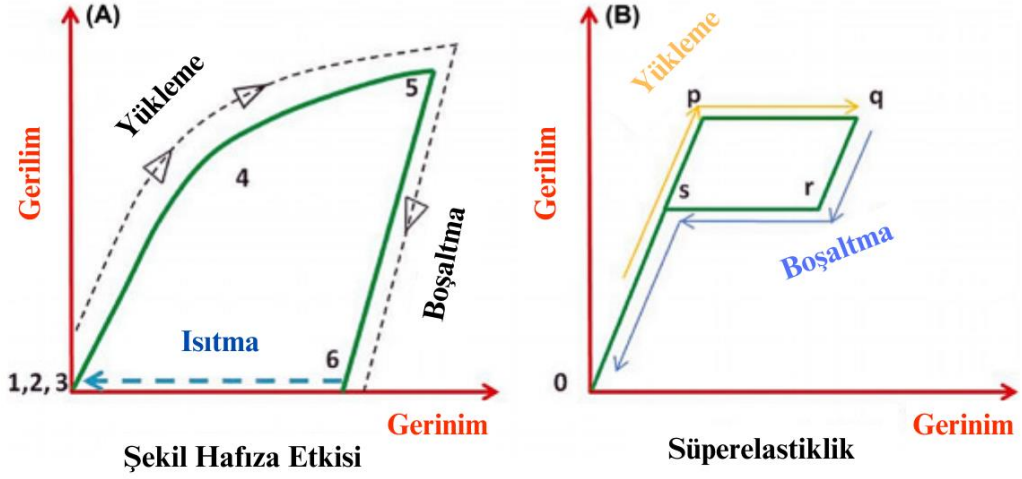 (A)
Yükleme
Gerilim
4
5
Boşaltma
Isıtma
6
1,2, 3
Gerinim
Şekil Hafıza Etkisi
(B)
Yükleme
Gerilim
p
q
s
r
Boşaltma
0
Gerinim
Süperelastiklik